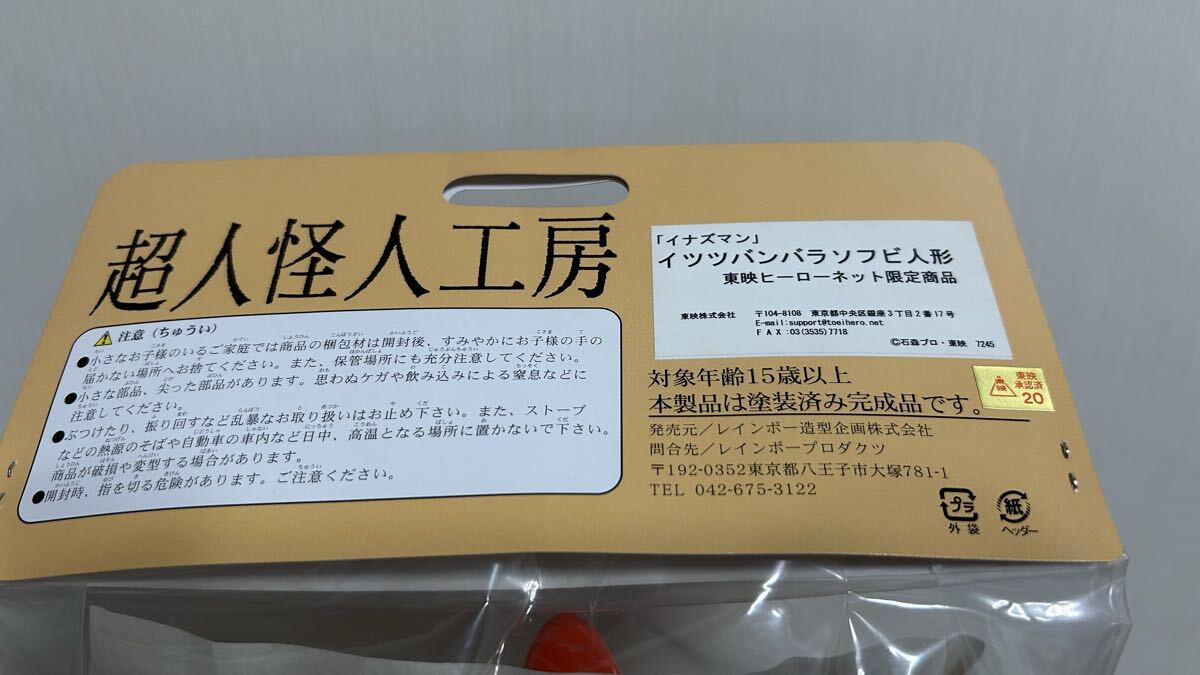 超人怪人工房
注意（ちゅうい）
●小さなお子様のいるご家庭では商品の梱包材は開封後、すみやかにお子様の手の
届かない場所へお捨てください。また、保管場所にも充分注意してください。
●小さな部品、尖った部品があります。思わぬケガや飲み込みによる窒息などに
注意してください。
●ぶつけたり、振り回すなど乱暴なお取り扱いはお止め下さい。また、ストーブ
などの熱源のそばや自動車の車内など日中、高温となる場所に置かないで下さい。
商品が破損や変型する場合があります。
●開封時、指を切る危険があります。ご注意ください。
「イナズマン」
イツツバンバラソフビ人形
東映ヒーローネット限定商品
東映株式会社 〒104-8108 東京都中央区銀座3丁目2番17号
E-mail:support@toeihero.net
FAX:03(3535)7718
©石森プロ・東映 7245
対象年齢15歳以上
本製品は塗装済み完成品です。
東映
東映
承認済
20
発売元／レインボー造型企画株式会社
問合先／レインボープロダクツ
〒192-0352東京都八王子市大塚781-1
TEL 042-675-3122
プラ
外袋
紙
ヘッダー